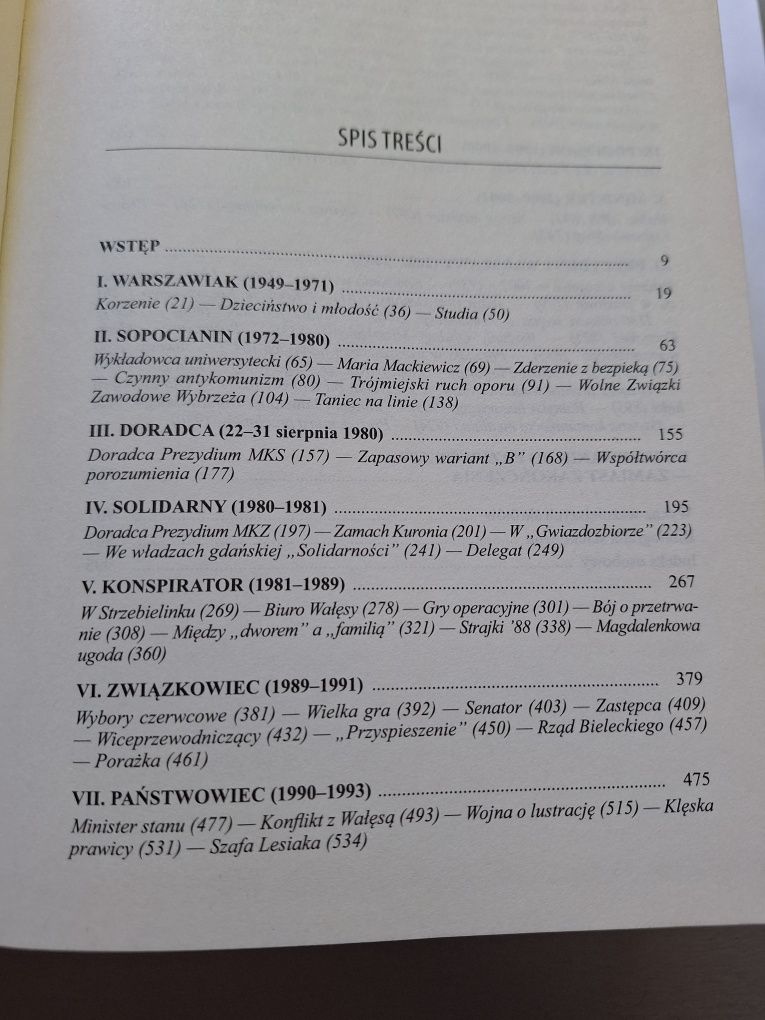 SPIS TREŚCI
WSTĘP ........ 9
I. WARSZAWIAK (1949–1971) ........ 19
Korzenie (21) — Dzieciństwo i młodość (36) — Studia (50)
II. SOPOCIANIN (1972–1980) ........ 63
Wykładowca uniwersytecki (65) — Maria Mackiewicz (69) — Zderzenie z bezpieką (75)
— Czynny antykomunizm (80) — Trójmiejski ruch oporu (91) — Wolne Związki
Zawodowe Wybrzeża (104) — Taniec na linie (138)
III. DORADCA (22–31 sierpnia 1980) ........ 155
Doradca Prezydium MKS (157) — Zapasowy wariant „B” (168) — Współtwórca
porozumienia (177)
IV. SOLIDARNY (1980–1981) ........ 195
Doradca Prezydium MKZ (197) — Zamach Kuronia (201) — W „Gwiazdozbiorze” (223)
— We władzach gdańskiej „Solidarności” (241) — Delegat (249)
V. KONSPIRATOR (1981–1989) ........ 267
W Strzebielinku (269) — Biuro Wałęsy (278) — Gry operacyjne (301) — Bój o przetrwa-
nie (308) — Między „dworem” a „familią” (321) — Strajki ’88 (338) — Magdalenkowa
ugoda (360)
VI. ZWIĄZKOWIEC (1989–1991) ........ 379
Wybory czerwcowe (381) — Wielka gra (392) — Senator (403) — Zastępca (409)
— Wiceprzewodniczący (432) — „Przyspieszenie” (450) — Rząd Bieleckiego (457)
— Porażka (461)
VII. PAŃSTWOWIEC (1990–1993) ........ 475
Minister stanu (477) — Konflikt z Wałęsą (493) — Wojna o lustrację (515) — Klęska
prawicy (531) — Szafa Lesiaka (534)